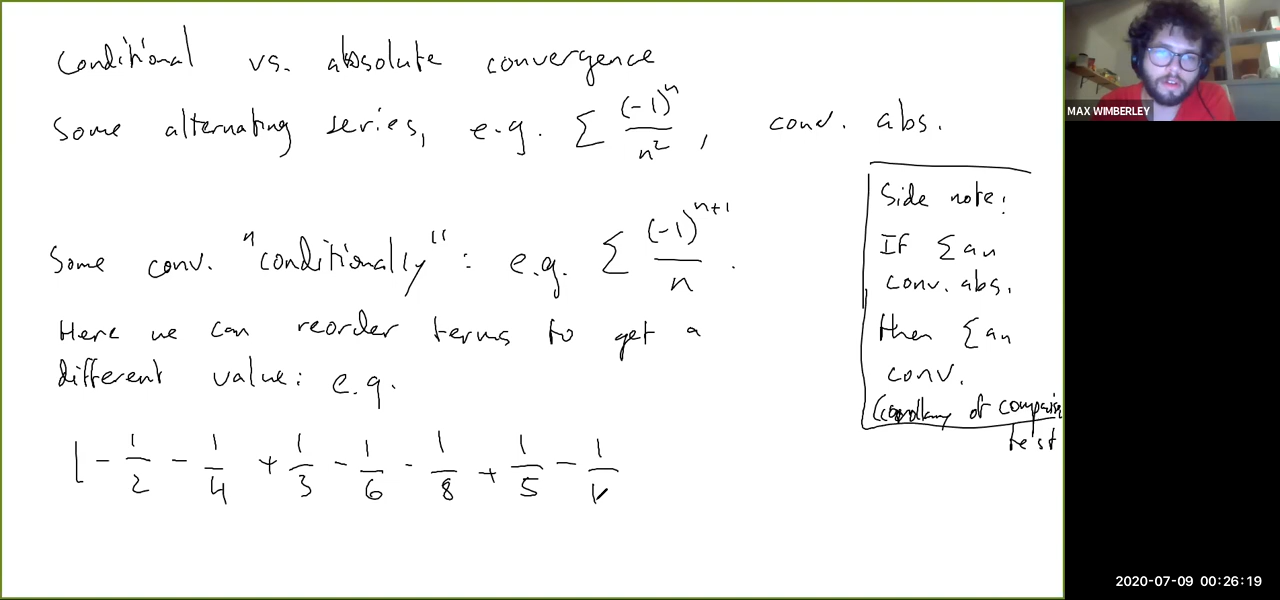 Conditional vs. absolute convergence
Some alternating series, e.g. Σ (-1)^n / n^2, conv. abs.
Some conv. "conditionally": e.g. Σ (-1)^{n+1} / n.
Here we can reorder terms to get a
different value: e.g.
1 - 1/2 - 1/4 + 1/3 - 1/6 - 1/8 + 1/5 - 1/
Side note:
If Σ an
conv. abs.
then Σ an
conv.
(Corollary of comparison
test
MAX WIMBERLEY
2020-07-09 00:26:19